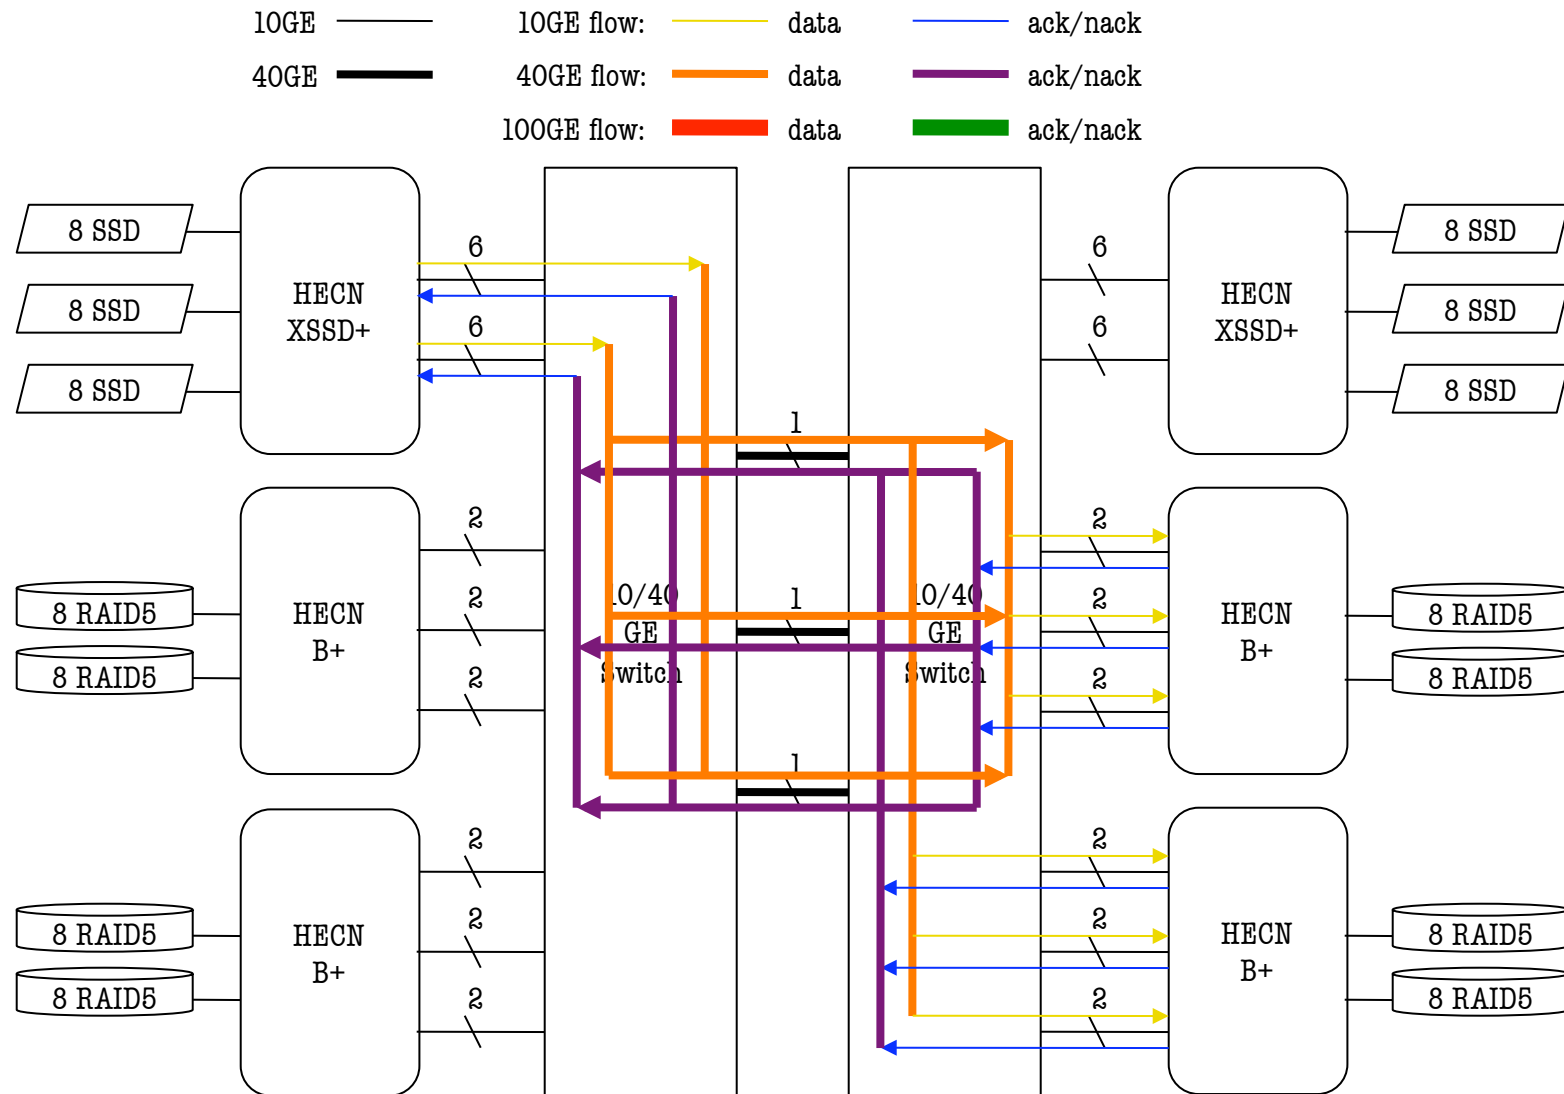 10GE
10GE flow:
data
ack/nack
40GE
40GE flow:
data
ack/nack
100GE flow:
data
ack/nack
8 SSD
8 SSD
8 SSD
HECN
XSSD+
6
6
6
6
HECN
XSSD+
8 SSD
8 SSD
8 SSD
1
1
1
10/40
GE
Switch
10/40
GE
Switch
8 RAID5
8 RAID5
HECN
B+
2
2
2
2
2
2
HECN
B+
8 RAID5
8 RAID5
8 RAID5
8 RAID5
HECN
B+
2
2
2
2
2
2
HECN
B+
8 RAID5
8 RAID5